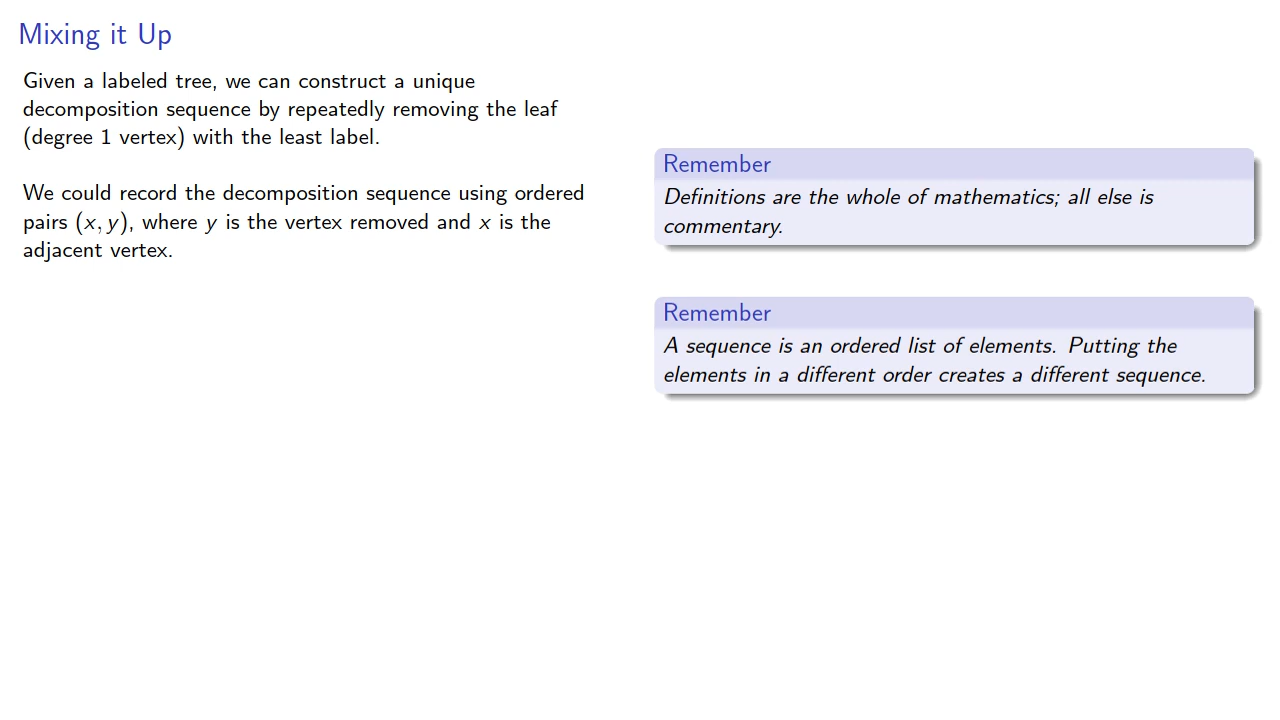 Mixing it Up
Given a labeled tree, we can construct a unique
decomposition sequence by repeatedly removing the leaf
(degree 1 vertex) with the least label.
We could record the decomposition sequence using ordered
pairs (x, y), where y is the vertex removed and x is the
adjacent vertex.
Remember
Definitions are the whole of mathematics; all else is
commentary.
Remember
A sequence is an ordered list of elements. Putting the
elements in a different order creates a different sequence.